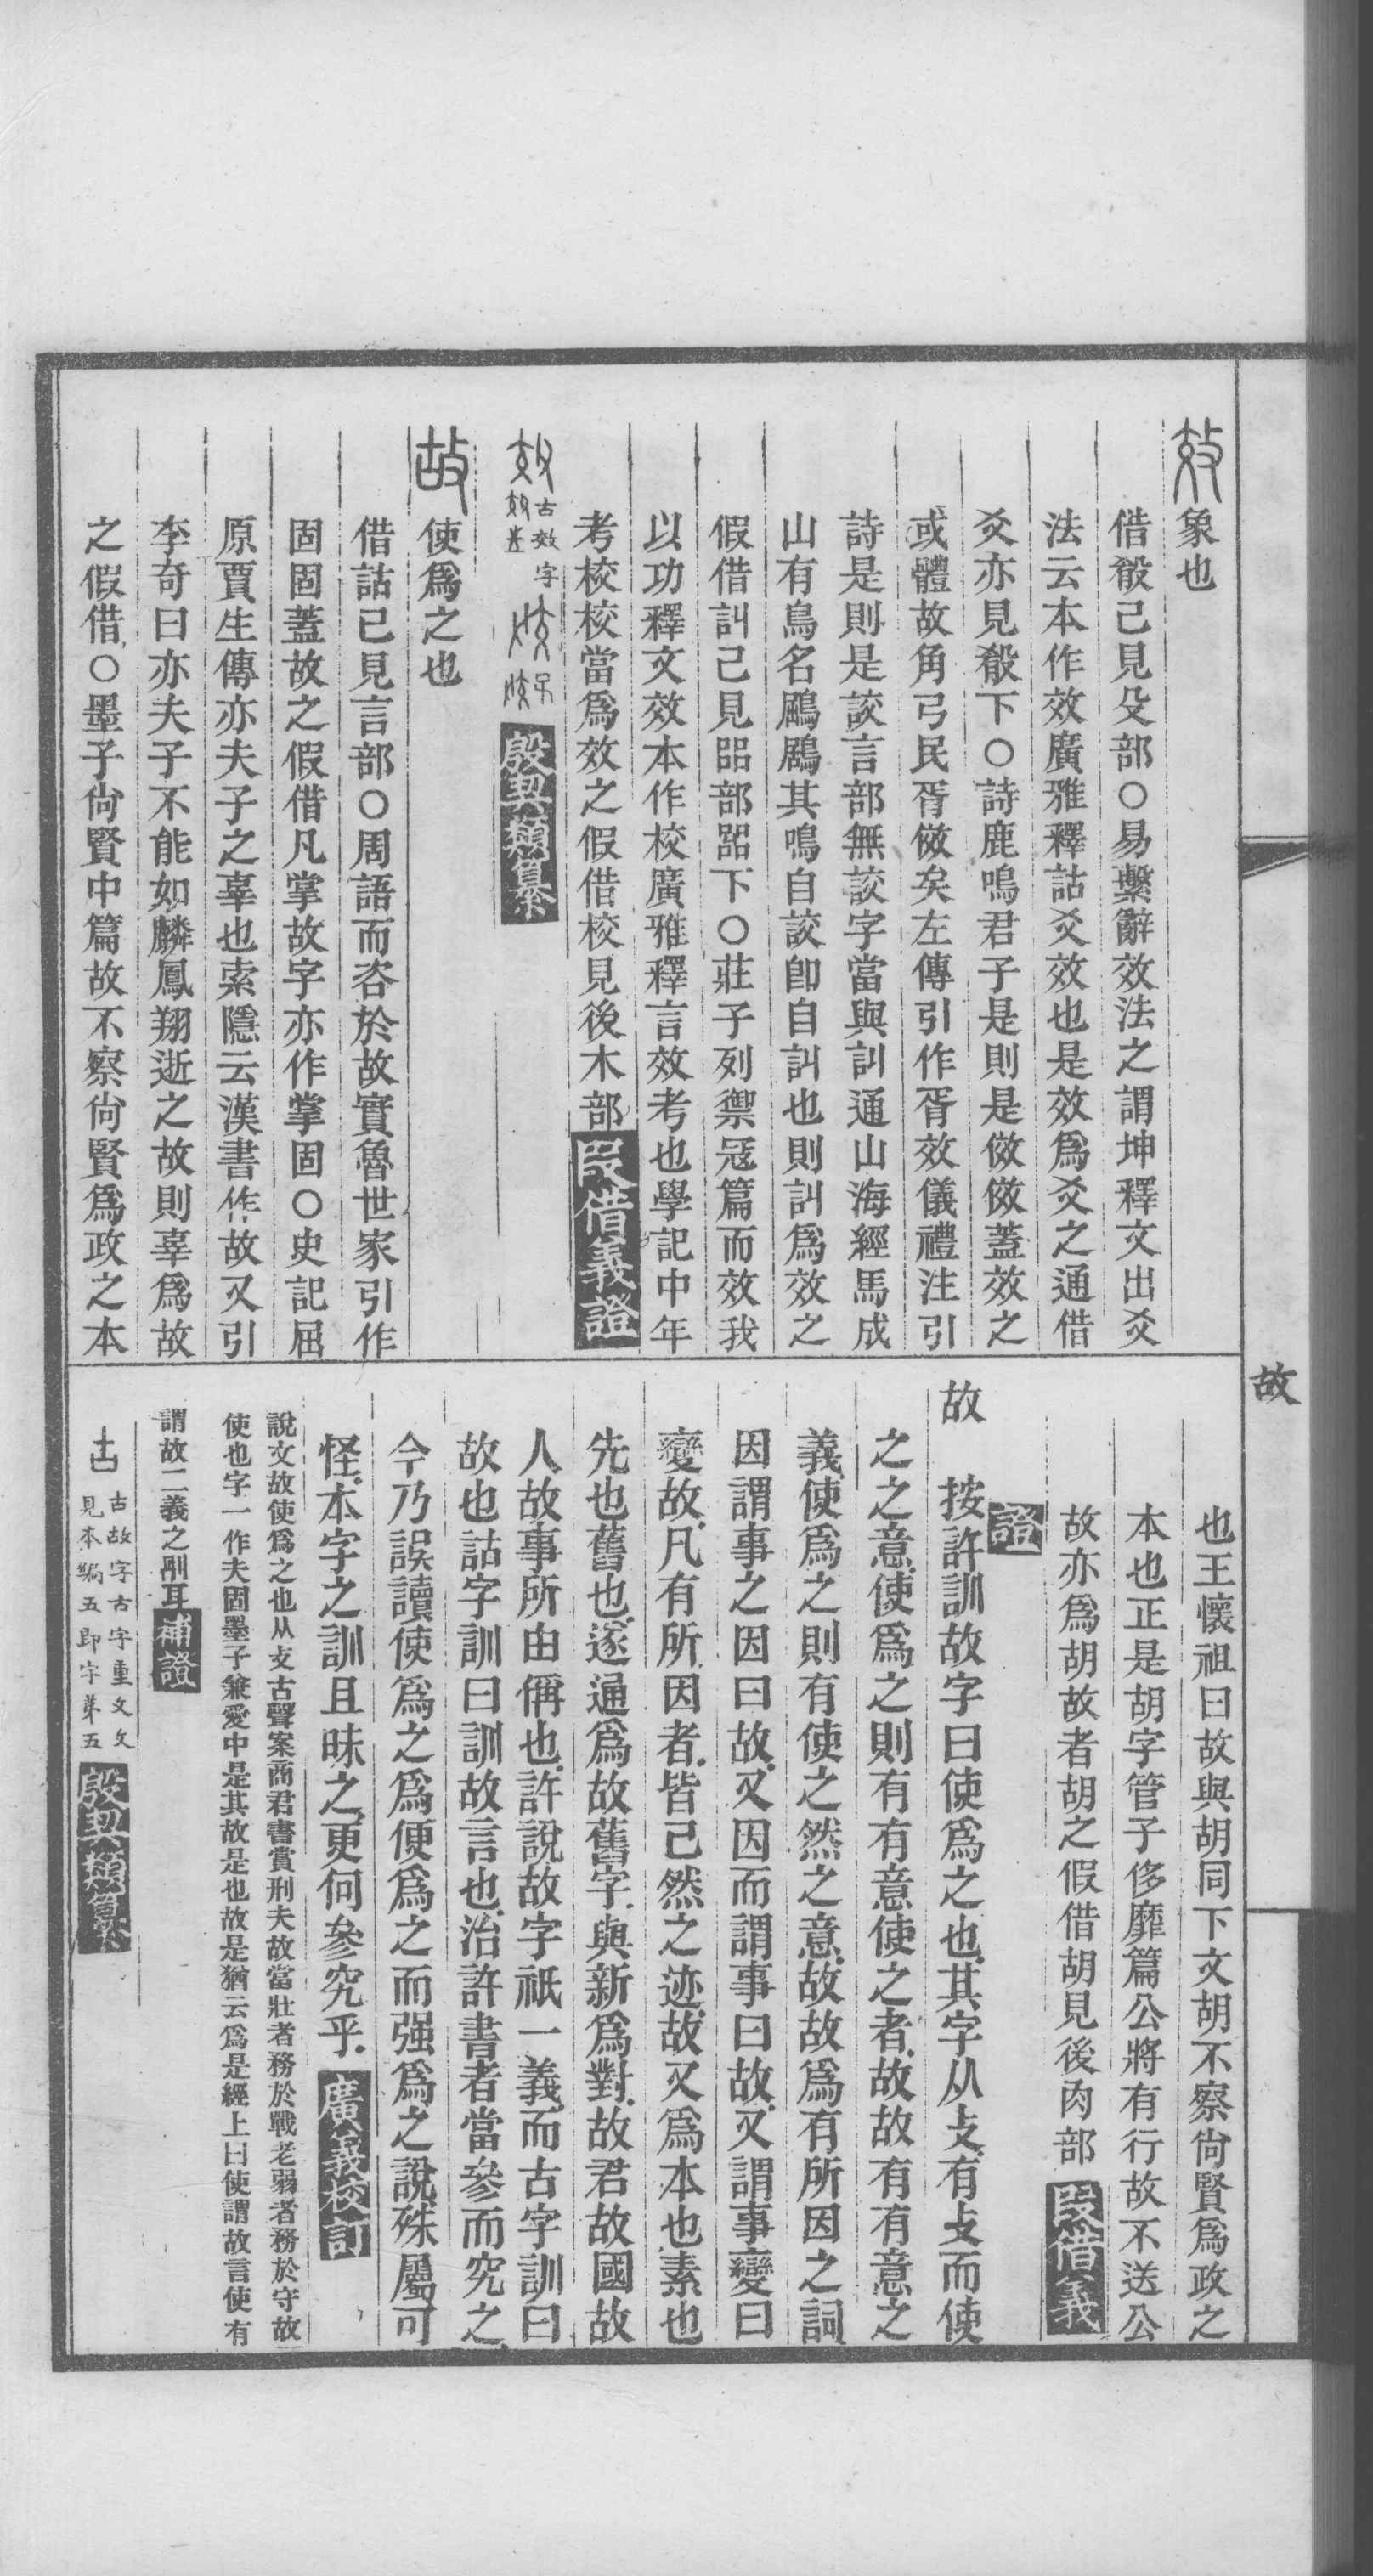 效象也
借殽己見殳部○易繫辭效法之謂坤釋文出爻
法云本作效廣雅釋詁爻效也是效爲爻之通借
爻亦見殽下○詩鹿鳴君子是則是傚傚蓋效之
或體故角弓民胥傚矣左傳引作胥效儀禮注引
詩是則是詨言部無詨字當與訆通山海經馬成
山有鳥名鶌鶋其鳴自詨卽自訆也則訆爲效之
假借訆己見㗊部㗊下○莊子列禦冦篇而效我
以功釋文效本作校廣雅釋言效考也學記中年
考校校當爲效之假借校見後木部 叚借義證
古效字 殷契類纂
故使爲之也
借詁已見言部○周語而咨於故實魯世家引作
固固蓋故之假借凡掌故字亦作掌固○史記屈
原賈生傳亦夫子之辜也索隱云漢書作故又引
李奇曰亦夫子不能如麟鳳翔逝之故則辜爲故
之假借○墨子尙賢中篇故不察尙賢爲政之本
故
也王懷祖曰故與胡同下文胡不察尙賢爲政之
本也正是胡字管子侈靡篇公將有行故不送公
故亦爲胡故者胡之假借胡見後肉部 叚借義
證
故 按許訓故字曰使爲之也其字从攴有攴而使
之之意使爲之則有有意使之者故故有有意之
義使爲之則有使之然之意故故爲有所因之詞
因謂事之因曰故又因而謂事曰故又謂事變曰
變故凡有所因者皆己然之迹故又爲本也素也
先也舊也遂通爲故舊字與新爲對故君故國故
人故事所由偁也許說故字祇一義而古字訓曰
故也詁字訓曰訓故言也治許書者當參而究之
今乃誤讀使爲之爲便爲之而强爲之說殊屬可
怪本字之訓且昧之更何參究乎 廣義校訂
說文故使爲之也从攴古聲案商君書賞刑夫故當壯者務於戰老弱者務於守故
使也字一作夫固墨子兼愛中是其故是也故是猶云爲是經上曰使謂故言使有
謂故二義之剛耳 補證
古故字古字重文
見本編五卽字弟五 殷契類纂